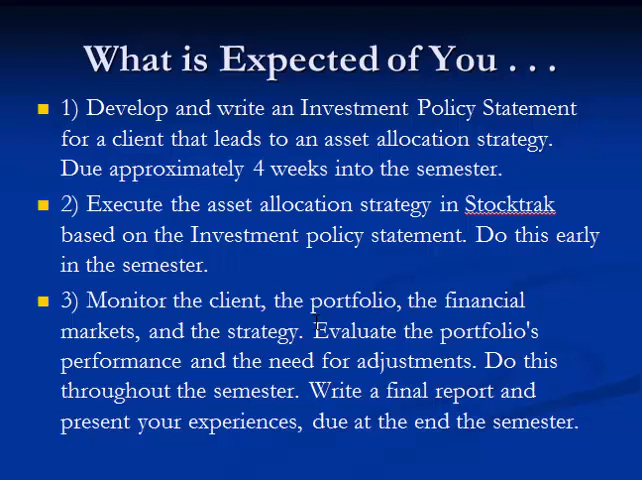 What is Expected of You . . .
1) Develop and write an Investment Policy Statement
for a client that leads to an asset allocation strategy.
Due approximately 4 weeks into the semester.
2) Execute the asset allocation strategy in Stocktrak
based on the Investment policy statement. Do this early
in the semester.
3) Monitor the client, the portfolio, the financial
markets, and the strategy. Evaluate the portfolio's
performance and the need for adjustments. Do this
throughout the semester. Write a final report and
present your experiences, due at the end the semester.